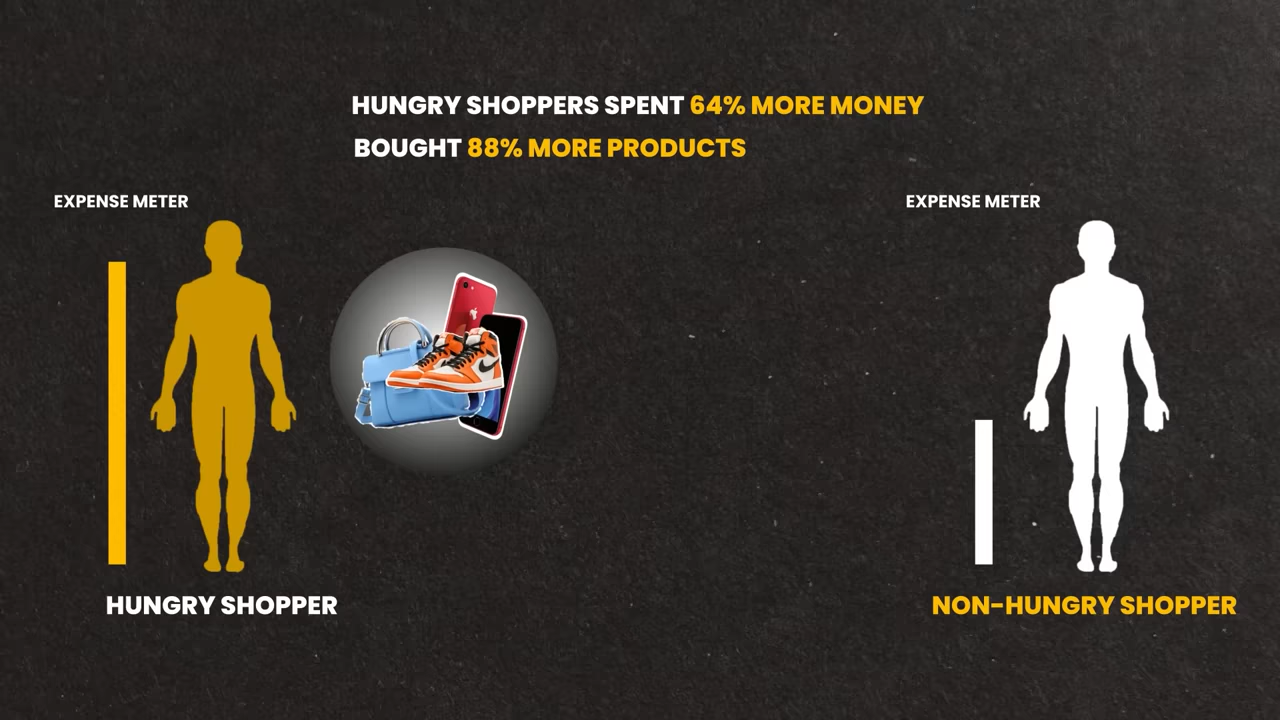 HUNGRY SHOPPERS SPENT 64% MORE MONEY
BOUGHT 88% MORE PRODUCTS
EXPENSE METER
EXPENSE METER
HUNGRY SHOPPER
NON-HUNGRY SHOPPER